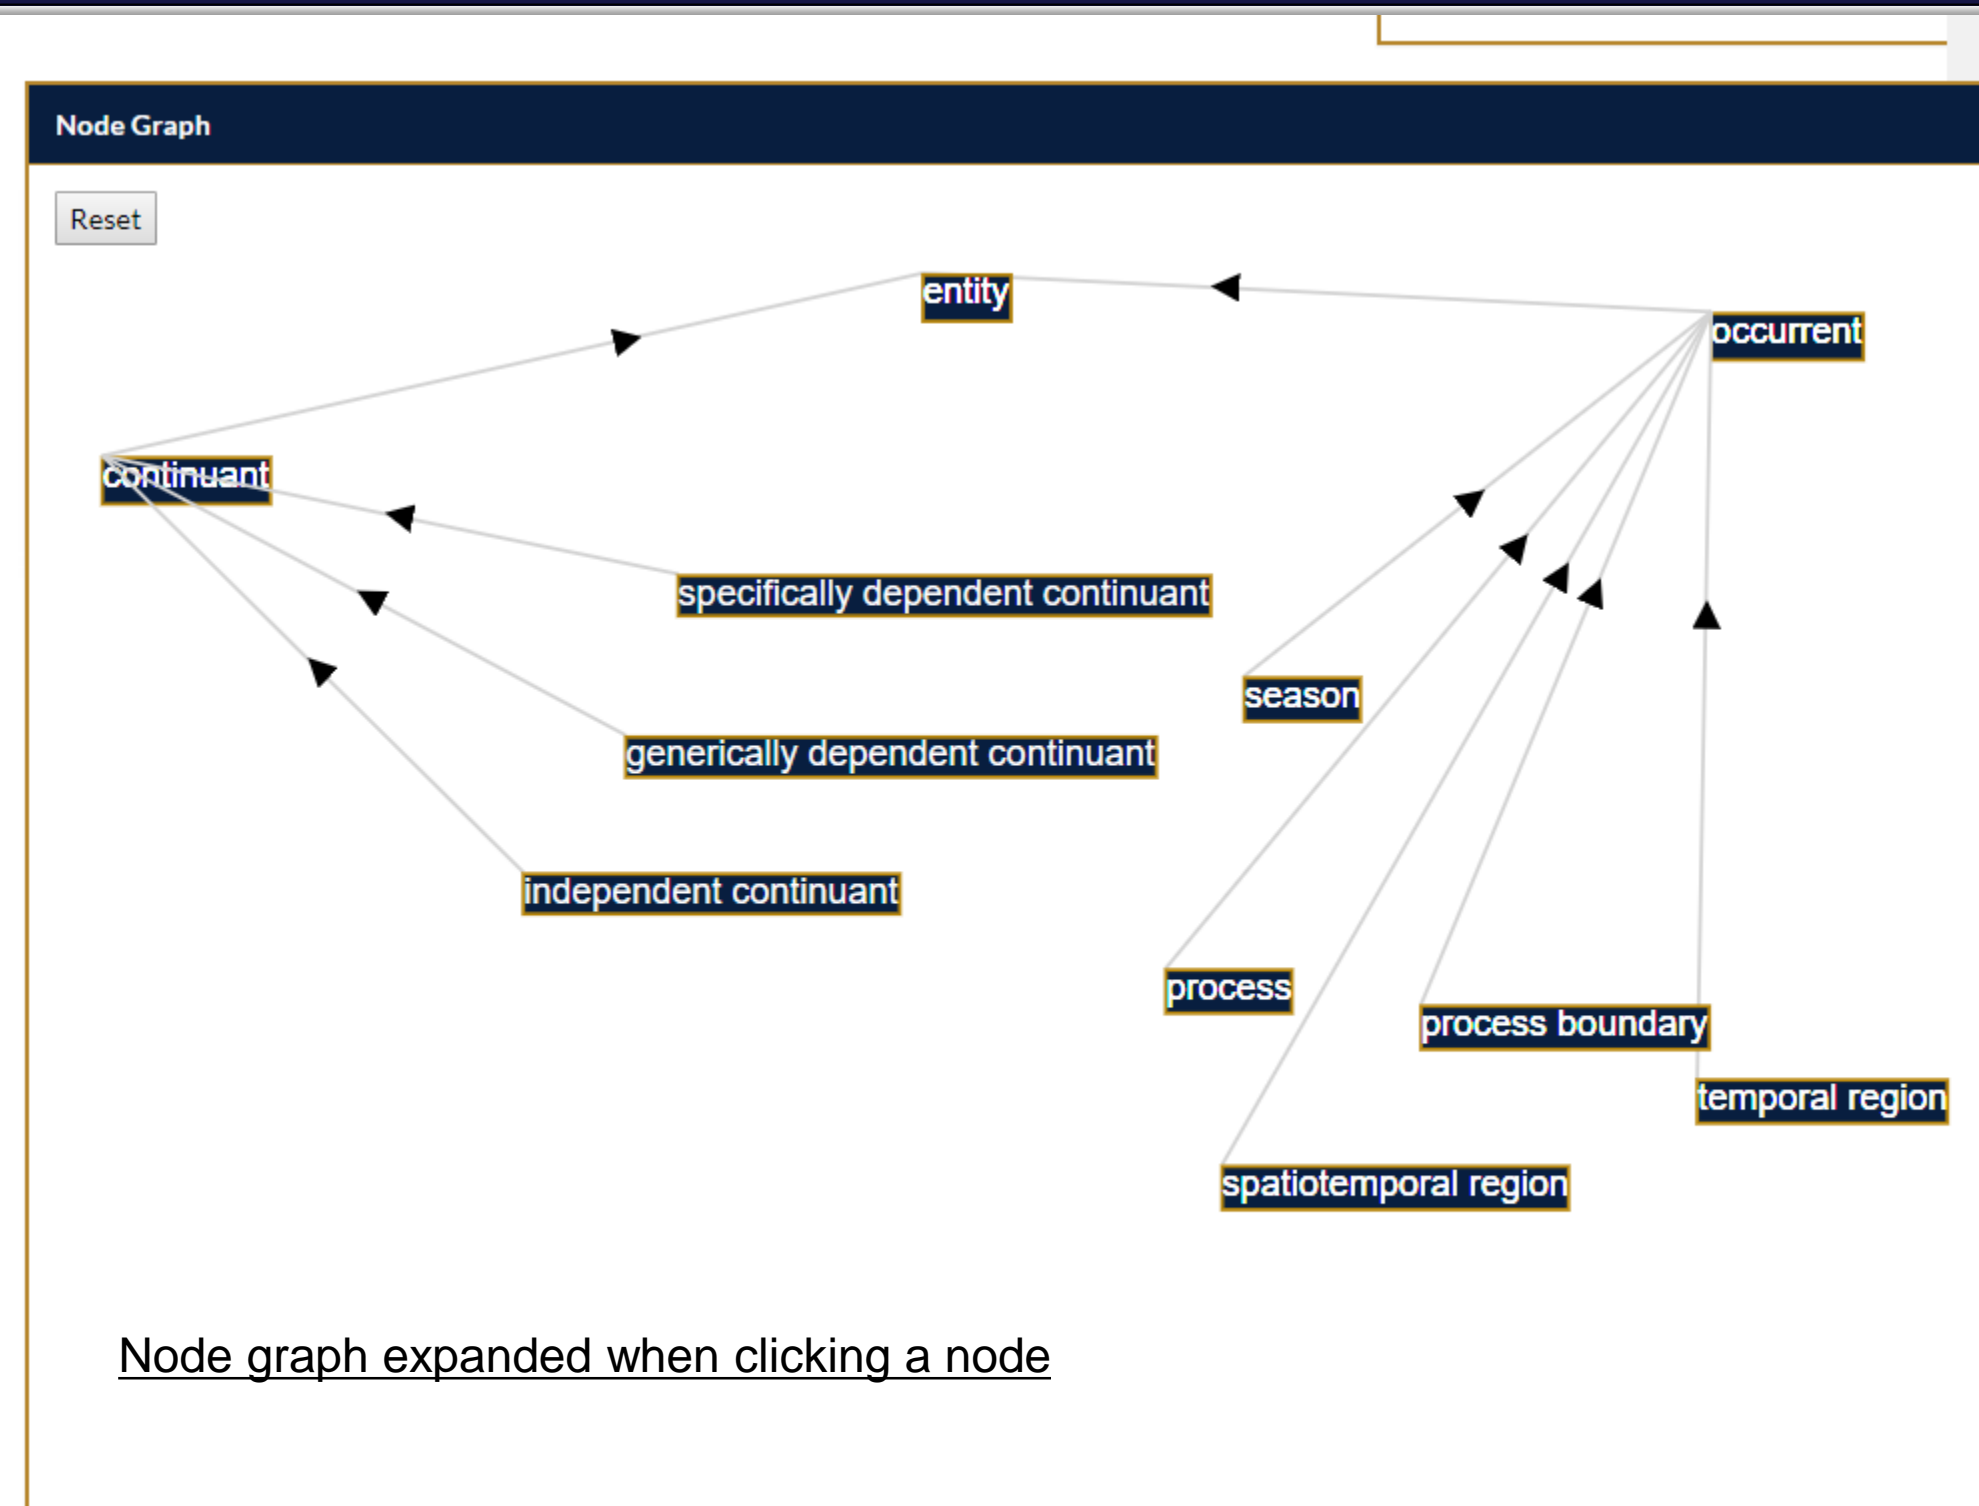 Node Graph
Reset
entity
occurrent
continuant
specifically dependent continuant
season
generically dependent continuant
independent continuant
process
process boundary
temporal region
spatiotemporal region
Node graph expanded when clicking a node